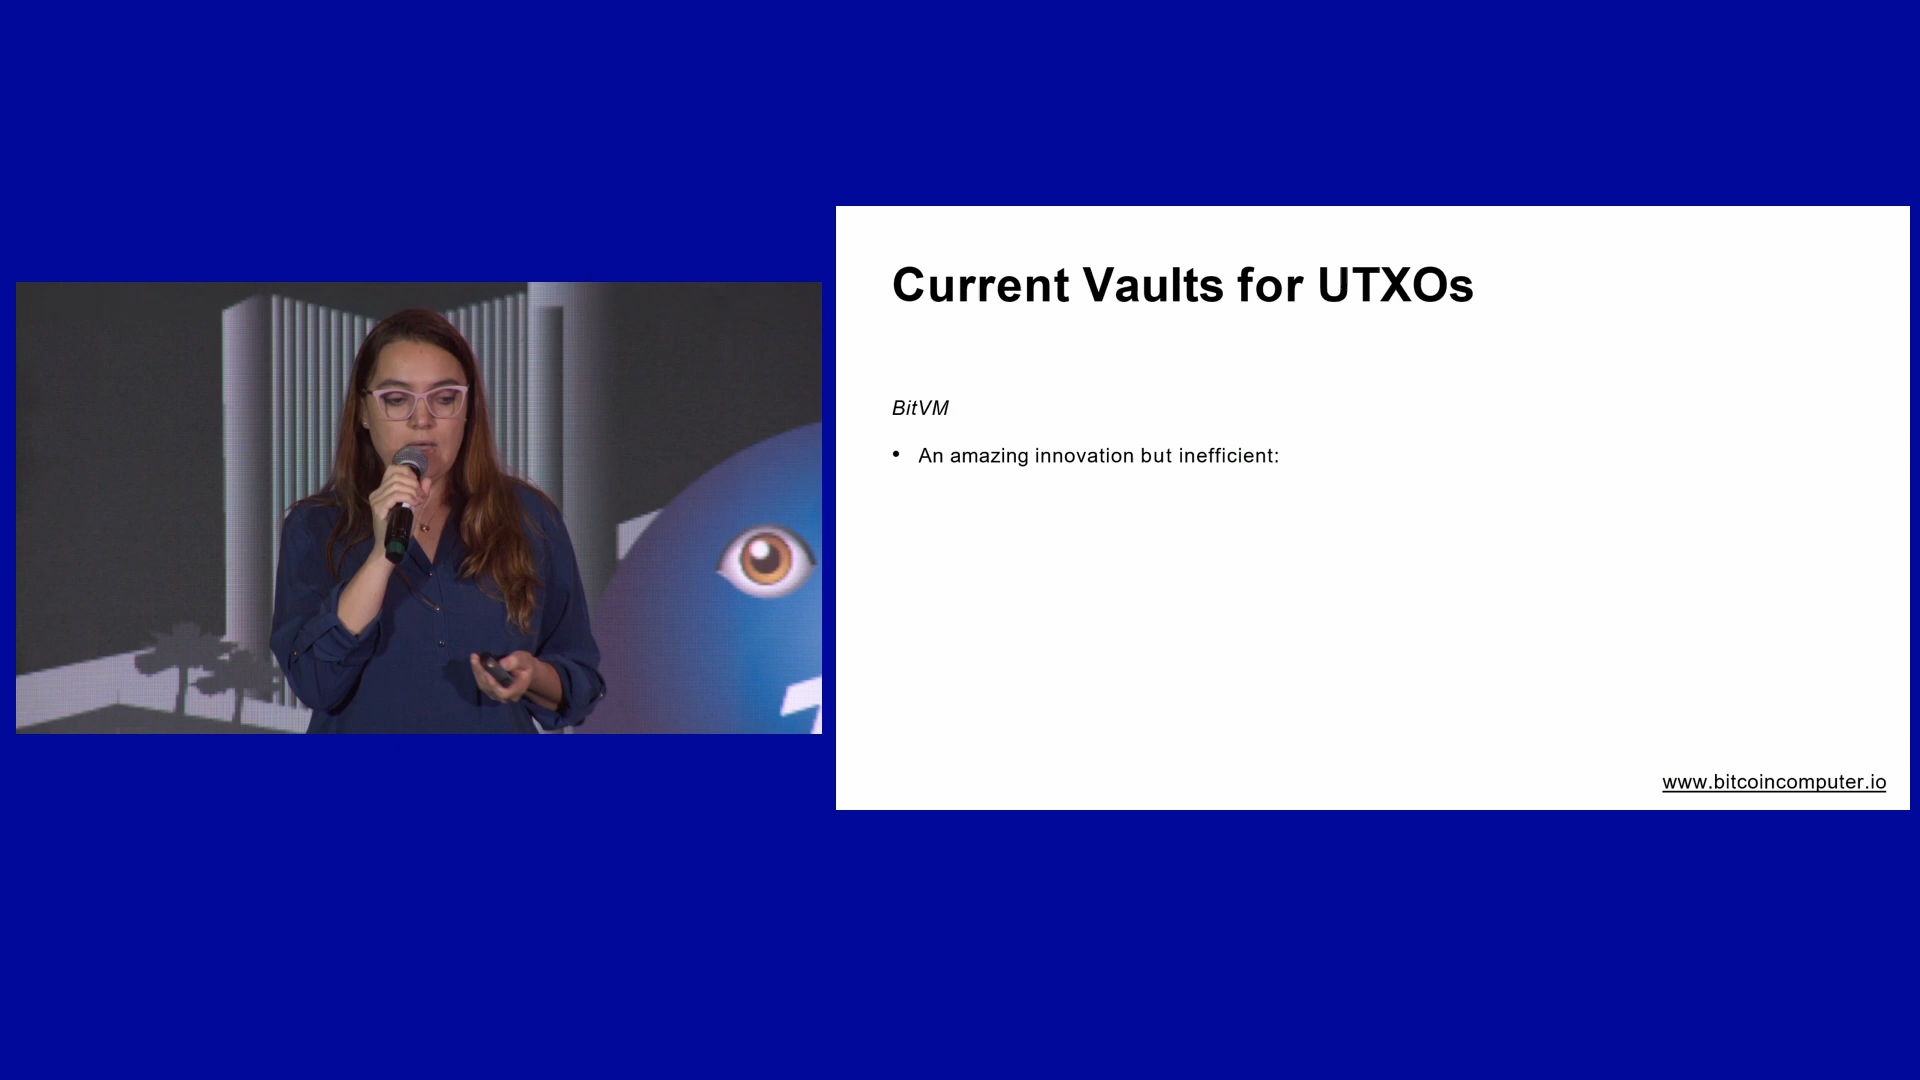 Current Vaults for UTXOs
BitVM
• An amazing innovation but inefficient:
www.bitcoincomputer.io